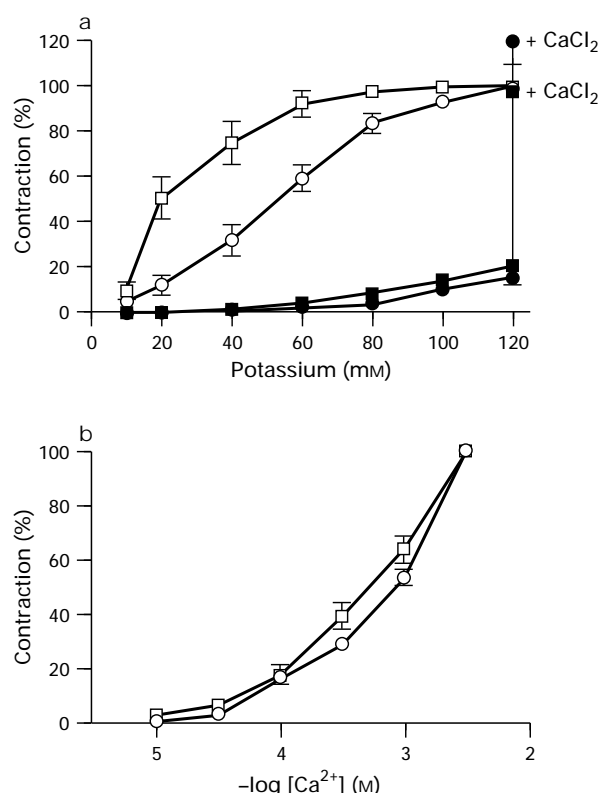 a
120
100
80
60
40
20
0
Contraction (%)
+ CaCl₂
+ CaCl₂
0 20 40 60 80 100 120
Potassium (mM)
b
100
80
60
40
20
0
Contraction (%)
5 4 3 2
–log [Ca²⁺] (M)